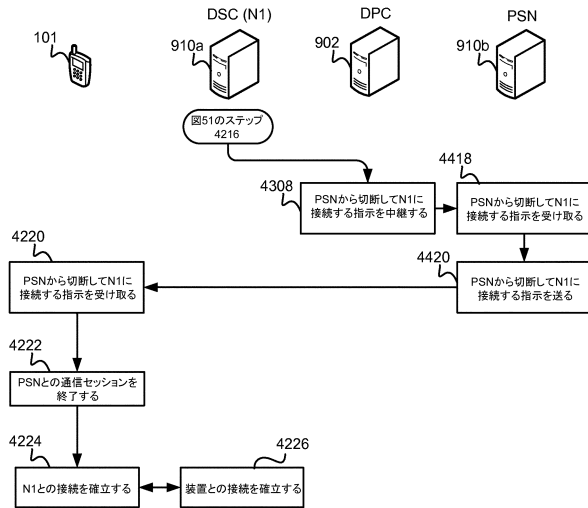 DSC (N1)
DPC
PSN
101
910a
902
910b
図51のステップ
4216
4308
PSNから切断してN1に
接続する指示を中継する
4418
PSNから切断してN1に
接続する指示を受け取る
4220
PSNから切断してN1に
接続する指示を受け取る
4420
PSNから切断してN1に
接続する指示を送る
4222
PSNとの通信セッションを
終了する
4224
N1との接続を確立する
4226
装置との接続を確立する